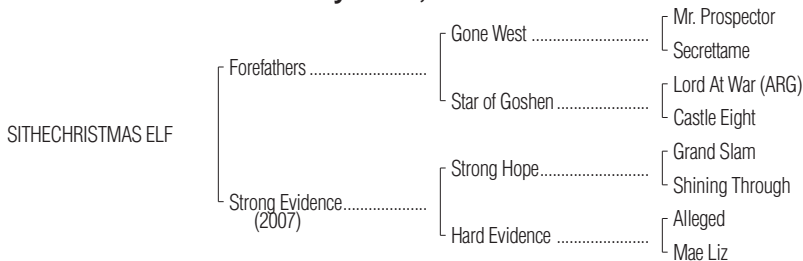 Mr. Prospector
Gone West
Secrettame
Forefathers
Lord At War (ARG)
Star of Goshen
Castle Eight
SITHECHRISTMAS ELF
Grand Slam
Strong Hope
Shining Through
Strong Evidence
(2007)
Alleged
Hard Evidence
Mae Liz